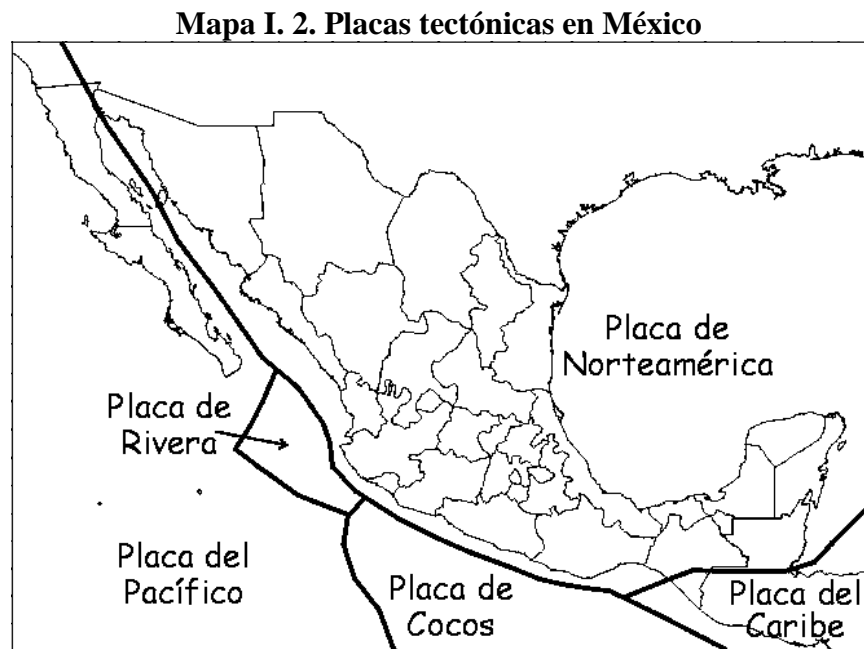 Mapa I. 2. Placas tectónicas en México
Placa de
Norteamérica
Placa de
Rivera
Placa del
Pacífico
Placa de
Cocos
Placa del
Caribe